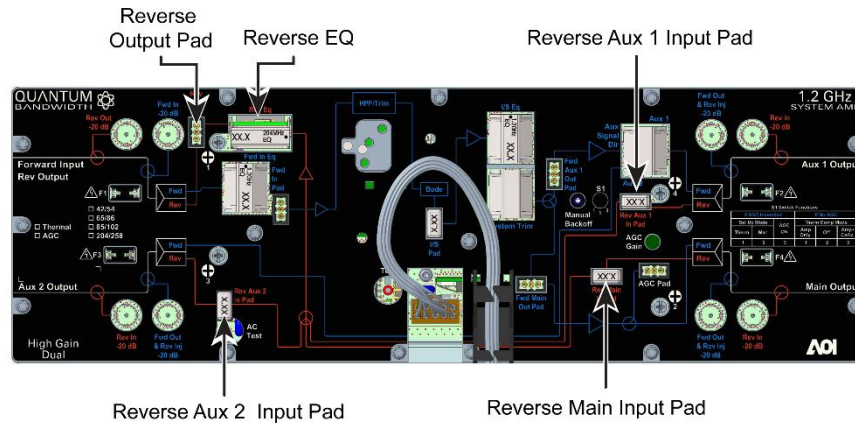 Reverse
Output Pad
Reverse EQ
Reverse Aux 1 Input Pad
QUANTUM
BANDWIDTH
1.2 GHz
SYSTEM AM
Rev Out
-20 dB
Fwd In
-20 dB
XX.X
204MHz
EQ
HPF/Trim
I/S Eq
Aux
Signal
Dir
Aux 1
Fwd Out
& Rev Inj
-20 dB
Rev In
-20 dB
Forward Input
Rev Output
Fwd In Eq
Fwd
In
Pad
Fwd
Aux 1
Out
Pad
Aux 1 Output
F1
Fwd
Rev
42/54
65/86
85/102
204/258
Thermal
AGC
Bode
XX.X
I/S
Pad
System Trim
Manual
Backoff
S1
XX.X
Rev Aux 1
In Pad
AGC
Gain
Fwd
Rev
F2
S1 Switch Functions
F3
Fwd
Rev
Fwd
Rev
F4
Aux 2 Output
XX.X
Rev Aux 2
In Pad
AC
Test
Fwd Main
Out Pad
XX.X
AGC Pad
Main Output
High Gain
Dual
Rev In
-20 dB
Fwd Out
& Rev Inj
-20 dB
Fwd Out
& Rev Inj
-20 dB
Rev In
-20 dB
AOI
Reverse Aux 2 Input Pad
Reverse Main Input Pad